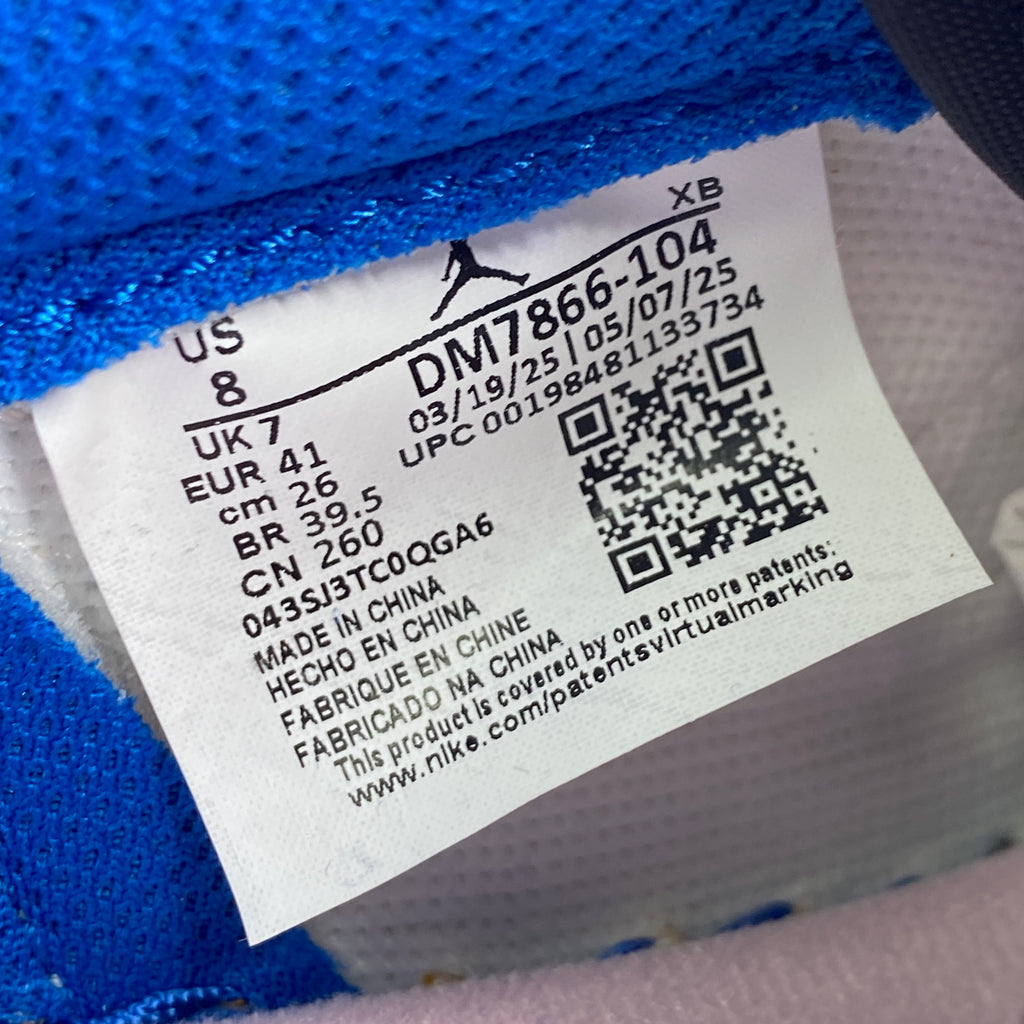 XB
US
8
DM7866-104
03/19/25 | 05/07/25
UPC 00198481133734
UK 7
EUR 41
cm 26
BR 39.5
CN 260
043SJ3TC0QGA6
MADE IN CHINA
HECHO EN CHINA
FABRIQUE EN CHINE
FABRICADO NA CHINA
This product is covered by one or more patents:
www.nike.com/patentsvirtualmarking